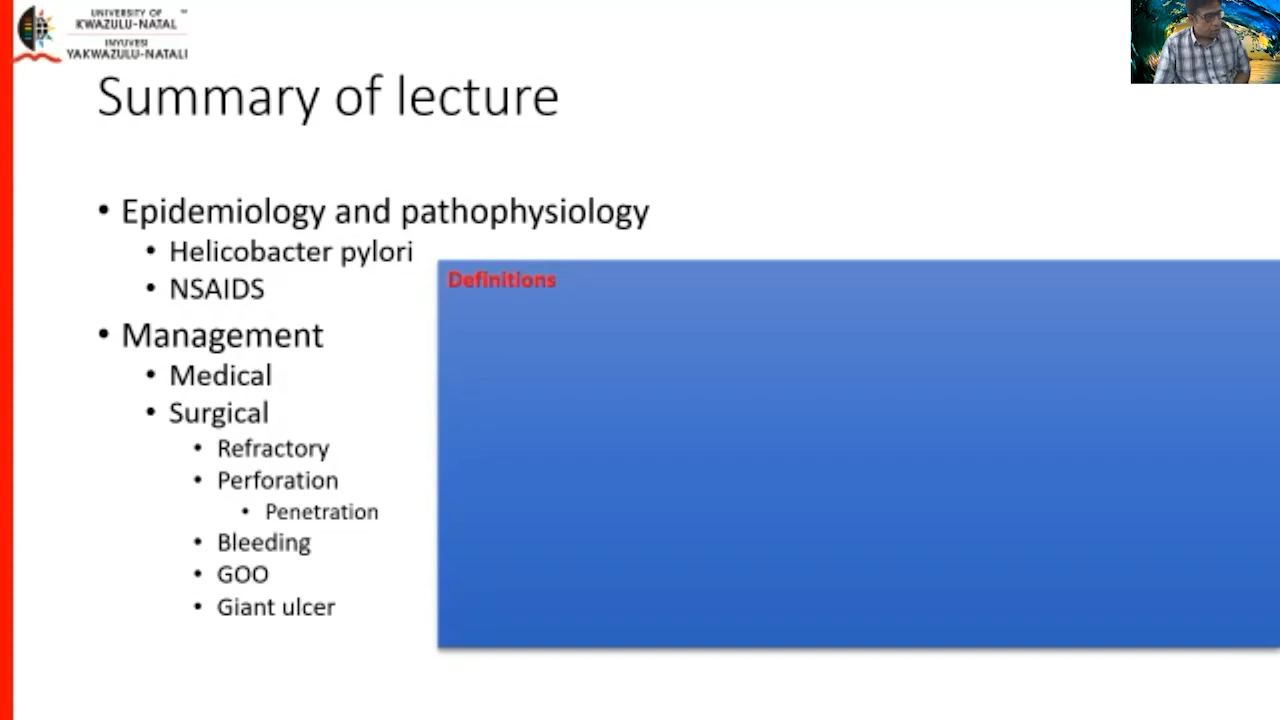 UNIVERSITY OF ™
KWAZULU-NATAL
INYUVESI
YAKWAZULU-NATALI
Summary of lecture
• Epidemiology and pathophysiology
• Helicobacter pylori
• NSAIDS
• Management
• Medical
• Surgical
• Refractory
• Perforation
• Penetration
• Bleeding
• GOO
• Giant ulcer
Definitions